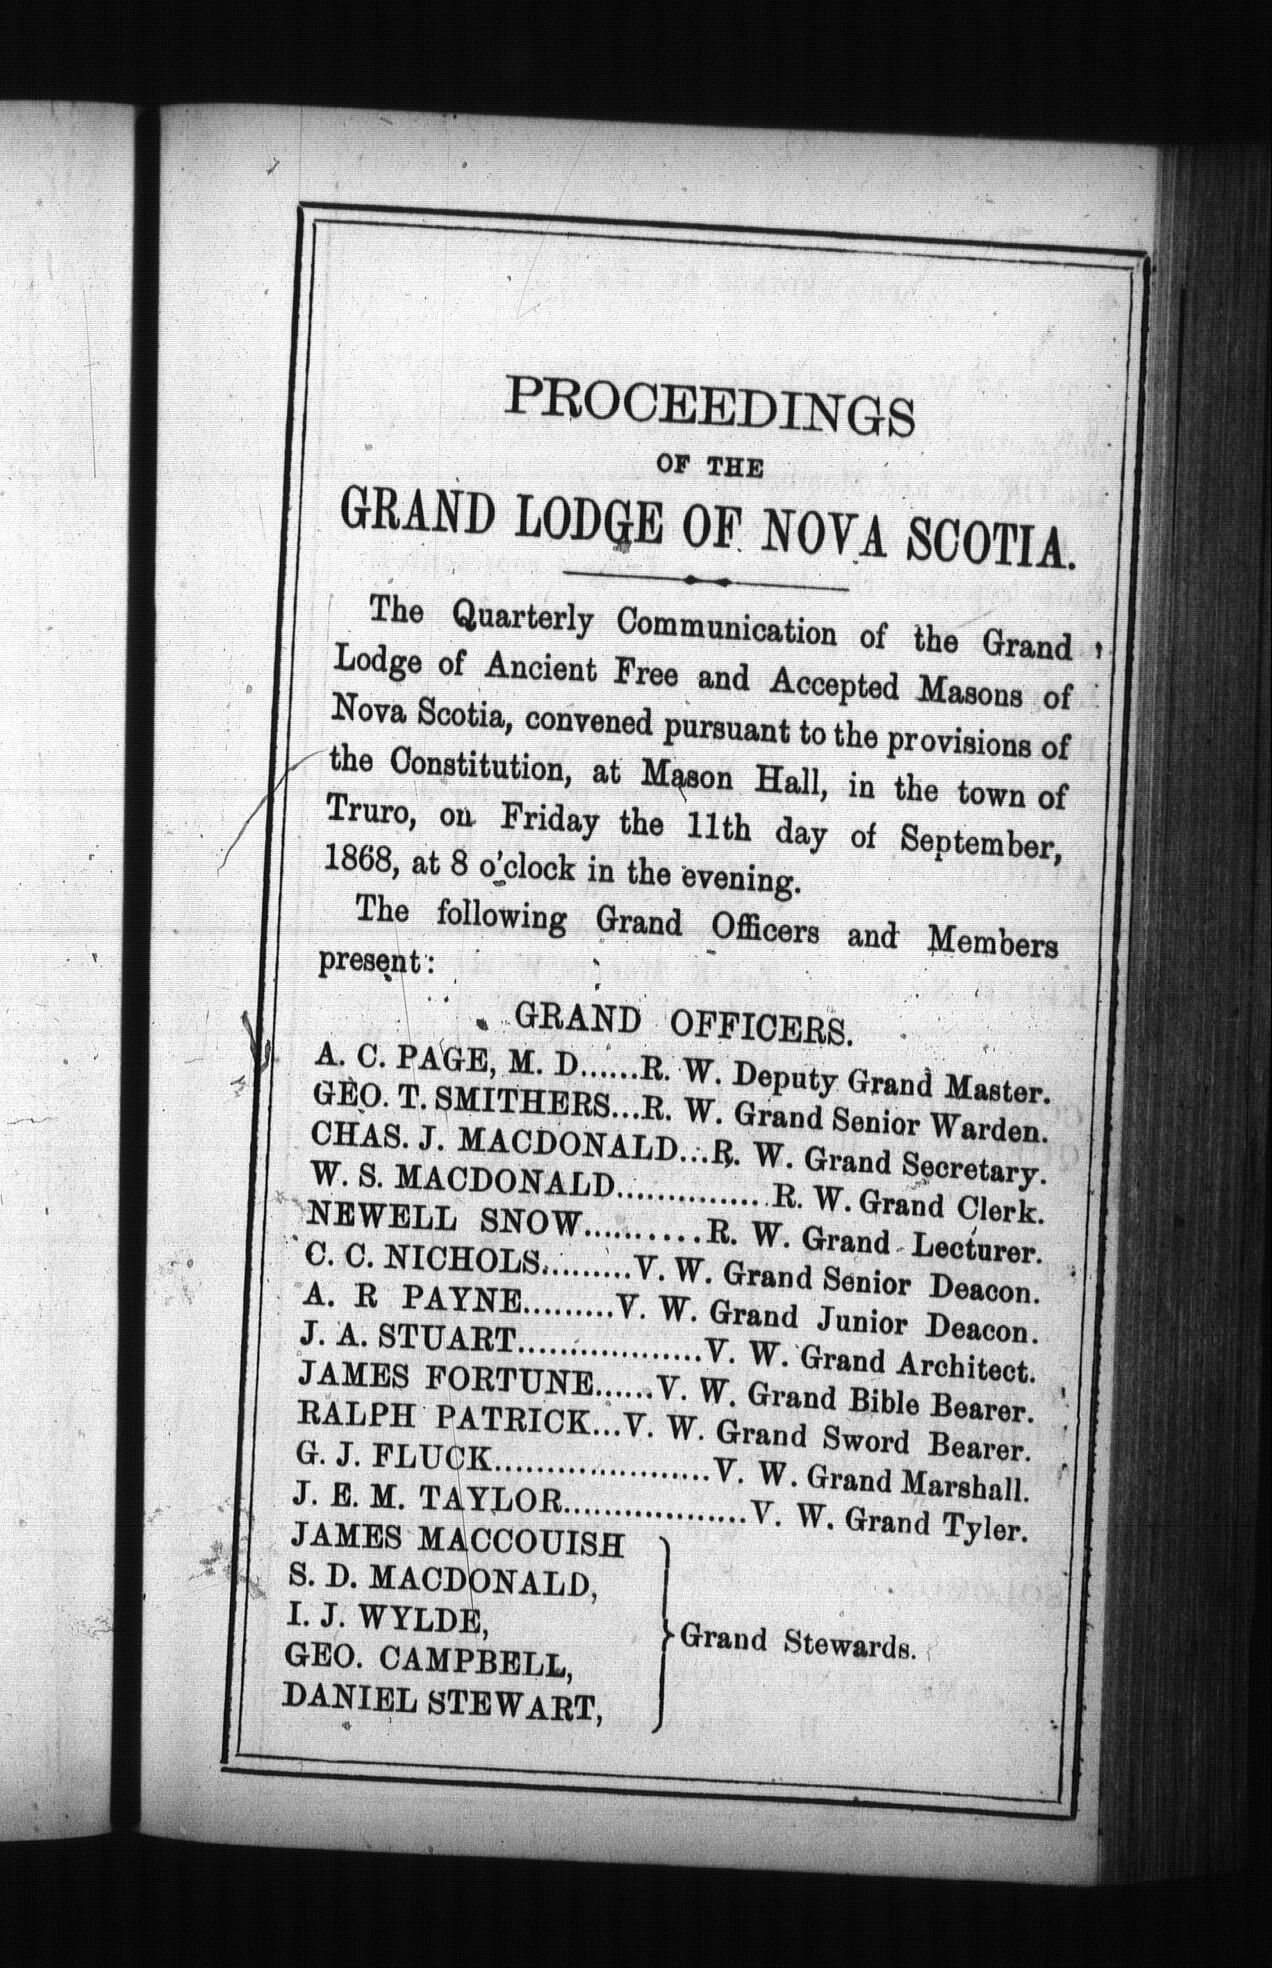 PROCEEDINGS
OF THE
GRAND LODGE OF NOVA SCOTIA.
The Quarterly Communication of the Grand
Lodge of Ancient Free and Accepted Masons of
Nova Scotia, convened pursuant to the provisions of
the Constitution, at Mason Hall, in the town of
Truro, on Friday the 11th day of September,
1868, at 8 o'clock in the evening.
The following Grand Officers and Members
present:
GRAND OFFICERS.
A. C. PAGE, M. D......R. W. Deputy Grand Master.
GEO. T. SMITHERS...R. W. Grand Senior Warden.
CHAS. J. MACDONALD...R. W. Grand Secretary.
W. S. MACDONALD...............R. W. Grand Clerk.
NEWELL SNOW..........R. W. Grand Lecturer.
C. C. NICHOLS.........V. W. Grand Senior Deacon.
A. R PAYNE.........V. W. Grand Junior Deacon.
J. A. STUART..................V. W. Grand Architect.
JAMES FORTUNE......V. W. Grand Bible Bearer.
RALPH PATRICK...V. W. Grand Sword Bearer.
G. J. FLUCK.....................V. W. Grand Marshall.
J. E. M. TAYLOR..................V. W. Grand Tyler.
JAMES MACCOUISH
S. D. MACDONALD,
I. J. WYLDE,
GEO. CAMPBELL,
DANIEL STEWART,
Grand Stewards.